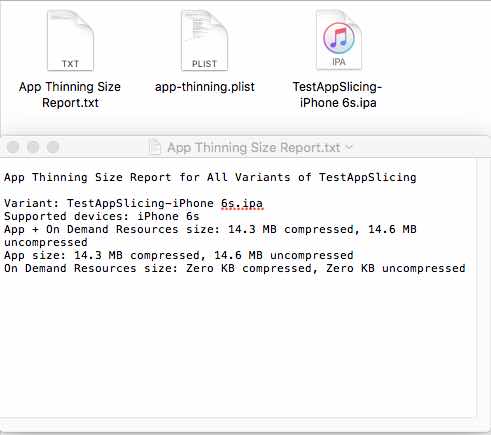 TXT
PLIST
IPA
App Thinning Size
Report.txt
app-thinning.plist
TestAppSlicing-
iPhone 6s.ipa
App Thinning Size Report.txt
App Thinning Size Report for All Variants of TestAppSlicing
Variant: TestAppSlicing-iPhone 6s.ipa
Supported devices: iPhone 6s
App + On Demand Resources size: 14.3 MB compressed, 14.6 MB
uncompressed
App size: 14.3 MB compressed, 14.6 MB uncompressed
On Demand Resources size: Zero KB compressed, Zero KB uncompressed